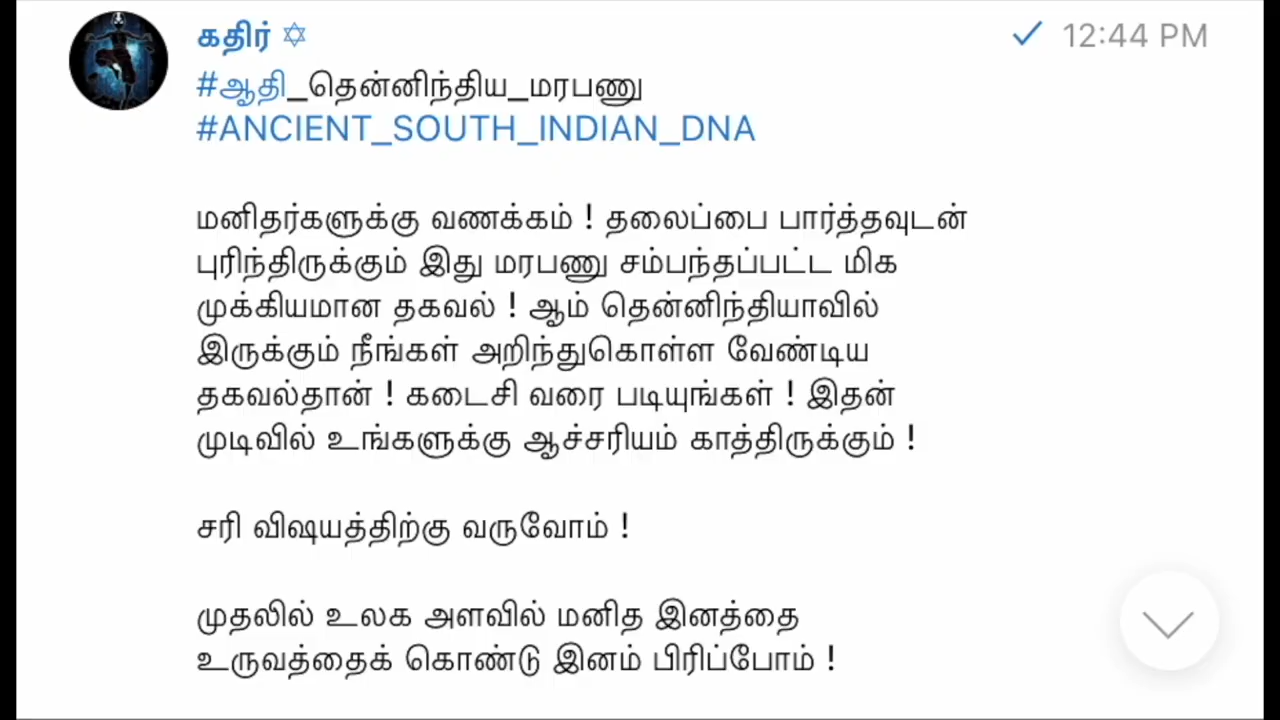 கதிர் ✡ ✓ 12:44 PM
#ஆதி_தென்னிந்திய_மரபணு
#ANCIENT_SOUTH_INDIAN_DNA
மனிதர்களுக்கு வணக்கம் ! தலைப்பை பார்த்தவுடன்
புரிந்திருக்கும் இது மரபணு சம்பந்தப்பட்ட மிக
முக்கியமான தகவல் ! ஆம் தென்னிந்தியாவில்
இருக்கும் நீங்கள் அறிந்துகொள்ள வேண்டிய
தகவல்தான் ! கடைசி வரை படியுங்கள் ! இதன்
முடிவில் உங்களுக்கு ஆச்சரியம் காத்திருக்கும் !
சரி விஷயத்திற்கு வருவோம் !
முதலில் உலக அளவில் மனித இனத்தை
உருவத்தைக் கொண்டு இனம் பிரிப்போம் !